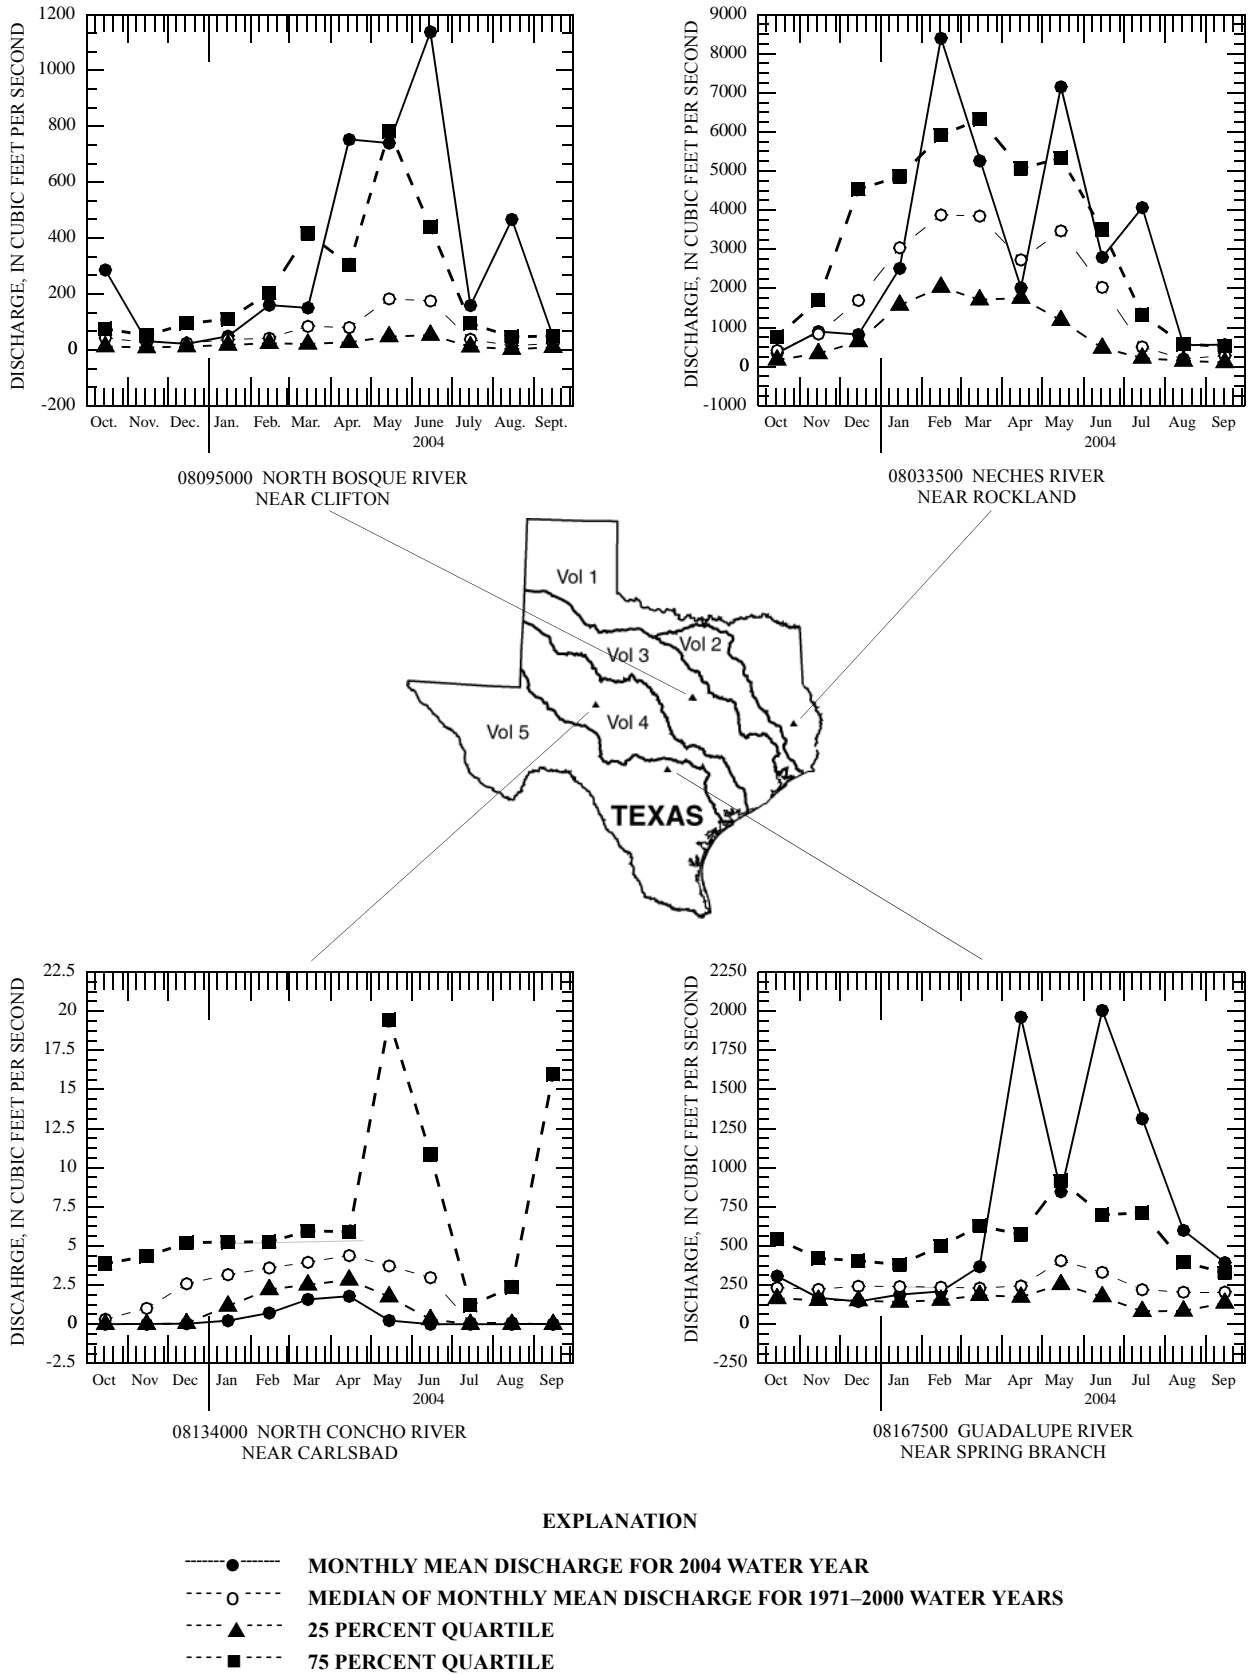 DISCHARGE, IN CUBIC FEET PER SECOND
1200
1000
800
600
400
200
0
-200
Oct. Nov. Dec. Jan. Feb. Mar. Apr. May June July Aug. Sept.
2004
08095000 NORTH BOSQUE RIVER
NEAR CLIFTON
DISCHARGE, IN CUBIC FEET PER SECOND
9000
8000
7000
6000
5000
4000
3000
2000
1000
0
-1000
Oct Nov Dec Jan Feb Mar Apr May Jun Jul Aug Sep
2004
08033500 NECHES RIVER
NEAR ROCKLAND
Vol 1
Vol 2
Vol 3
Vol 4
Vol 5
TEXAS
DISCAHRGE, IN CUBIC FEET PER SECOND
22.5
20
17.5
15
12.5
10
7.5
5
2.5
0
-2.5
Oct Nov Dec Jan Feb Mar Apr May Jun Jul Aug Sep
2004
08134000 NORTH CONCHO RIVER
NEAR CARLSBAD
DISCHARGE, IN CUBIC FEET PER SECOND
2250
2000
1750
1500
1250
1000
750
500
250
0
-250
Oct Nov Dec Jan Feb Mar Apr May Jun Jul Aug Sep
2004
08167500 GUADALUPE RIVER
NEAR SPRING BRANCH
EXPLANATION
MONTHLY MEAN DISCHARGE FOR 2004 WATER YEAR
MEDIAN OF MONTHLY MEAN DISCHARGE FOR 1971–2000 WATER YEARS
25 PERCENT QUARTILE
75 PERCENT QUARTILE